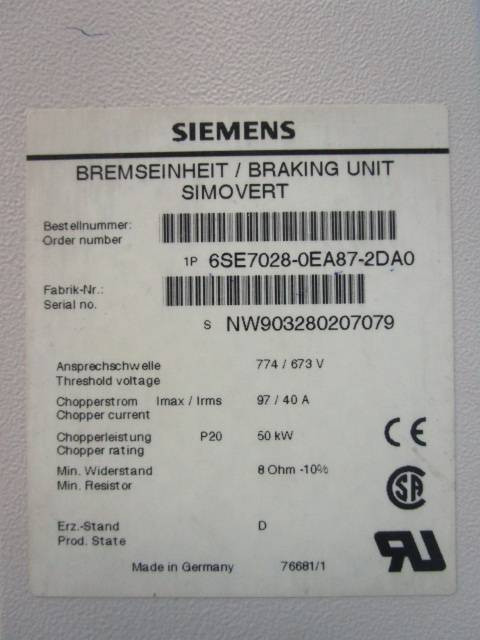 SIEMENS
BREMSEINHEIT / BRAKING UNIT
SIMOVERT
Bestellnummer:
Order number
1P 6SE7028-0EA87-2DA0
Fabrik-Nr.:
Serial no.
S NW903280207079
Ansprechschwelle 774 / 673 V
Threshold voltage
Chopperstrom Imax / Irms 97 / 40 A
Chopper current
Chopperleistung P20 50 kW
Chopper rating
Min. Widerstand 8 Ohm -10%
Min. Resistor
Erz.-Stand D
Prod. State
Made in Germany 76681/1
CE
SA
RU